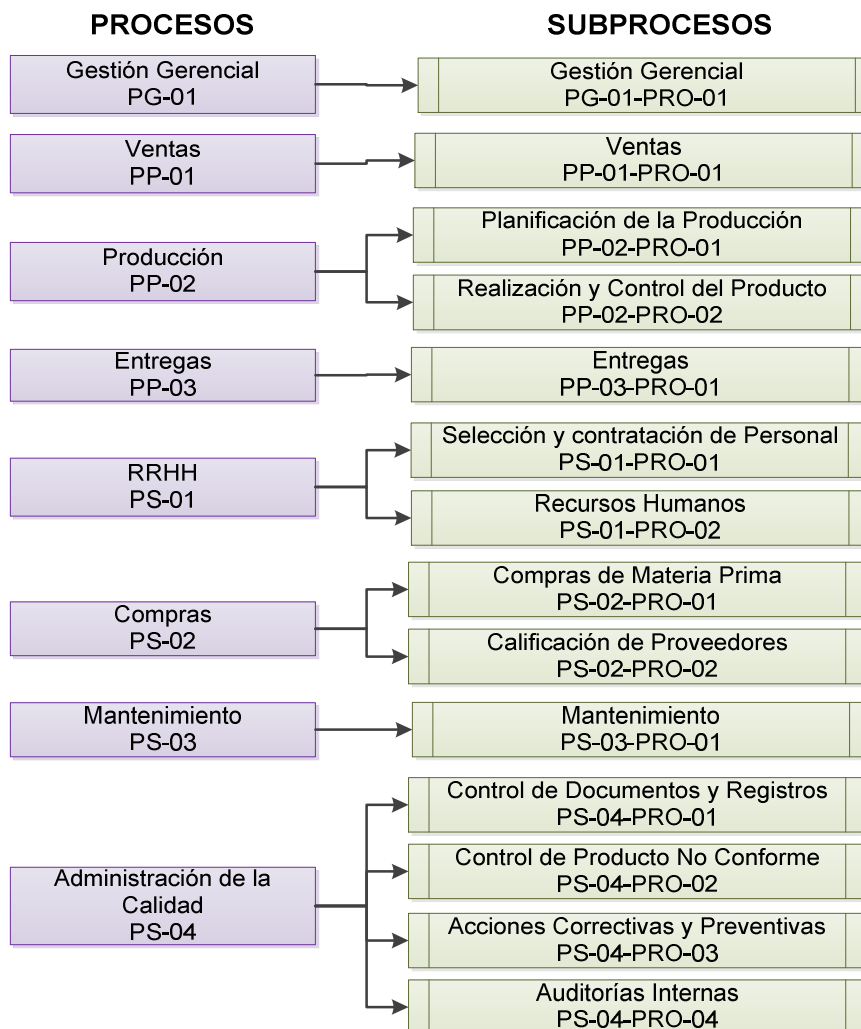 PROCESOS
SUBPROCESOS
Gestión Gerencial
PG-01
Gestión Gerencial
PG-01-PRO-01
Ventas
PP-01
Ventas
PP-01-PRO-01
Producción
PP-02
Planificación de la Producción
PP-02-PRO-01
Realización y Control del Producto
PP-02-PRO-02
Entregas
PP-03
Entregas
PP-03-PRO-01
RRHH
PS-01
Selección y contratación de Personal
PS-01-PRO-01
Recursos Humanos
PS-01-PRO-02
Compras
PS-02
Compras de Materia Prima
PS-02-PRO-01
Calificación de Proveedores
PS-02-PRO-02
Mantenimiento
PS-03
Mantenimiento
PS-03-PRO-01
Administración de la
Calidad
PS-04
Control de Documentos y Registros
PS-04-PRO-01
Control de Producto No Conforme
PS-04-PRO-02
Acciones Correctivas y Preventivas
PS-04-PRO-03
Auditorías Internas
PS-04-PRO-04